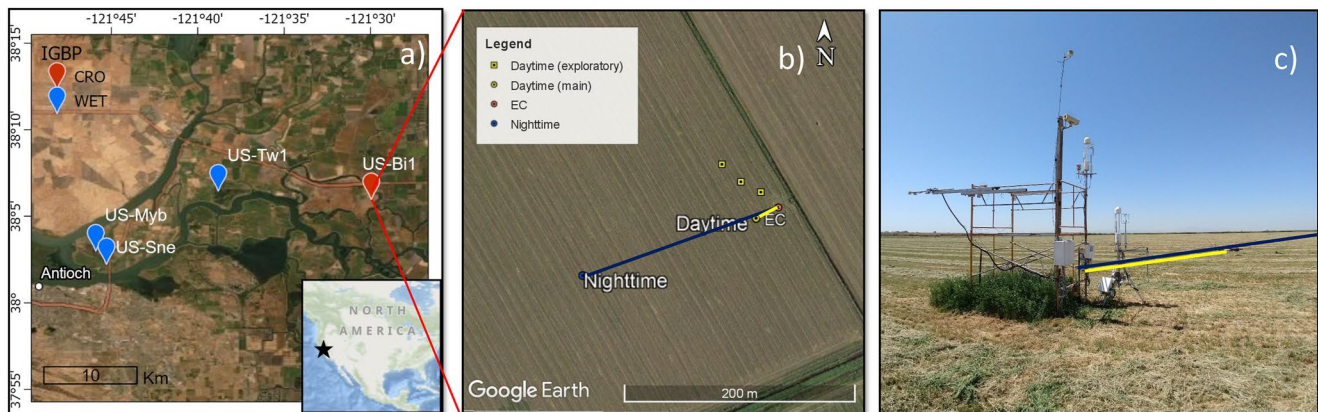 -121°45' -121°40' -121°35' -121°30'
38°15'
38°10'
38°5'
38°
37°55'
a)
IGBP
CRO
WET
US-Tw1
US-Bi1
US-Myb
US-Sne
Antioch
10 Km
NORTH
AMERICA
Legend
Daytime (exploratory)
Daytime (main)
EC
Nighttime
b)
N
Daytime
EC
Nighttime
Google Earth
200 m
c)